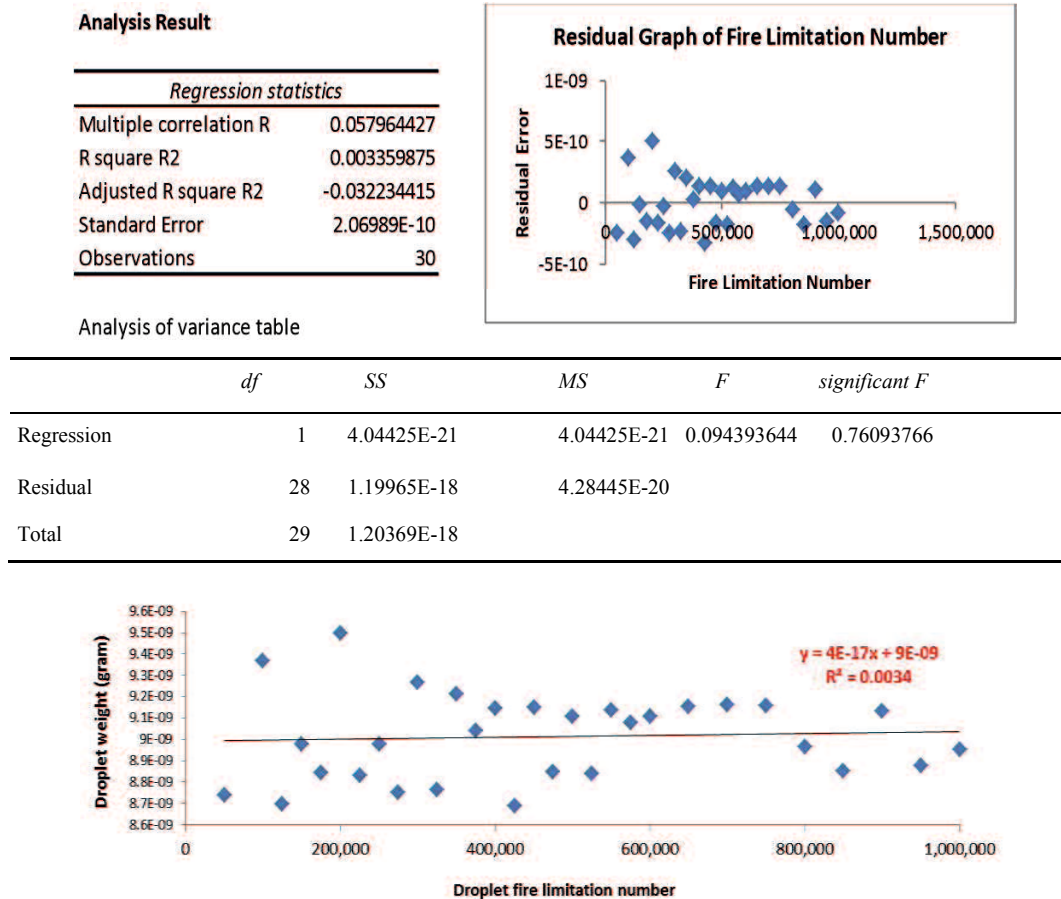 Analysis Result
Regression statistics
Multiple correlation R 0.057964427
R square R2 0.003359875
Adjusted R square R2 -0.032234415
Standard Error 2.06989E-10
Observations 30
Residual Graph of Fire Limitation Number
1E-09
5E-10
0
-5E-10
Residual Error
0 500,000 1,000,000 1,500,000
Fire Limitation Number
Analysis of variance table
df SS MS F significant F
Regression 1 4.04425E-21 4.04425E-21 0.094393644 0.76093766
Residual 28 1.19965E-18 4.28445E-20
Total 29 1.20369E-18
Droplet weight (gram)
9.6E-09
9.5E-09
9.4E-09
9.3E-09
9.2E-09
9.1E-09
9E-09
8.9E-09
8.8E-09
8.7E-09
8.6E-09
y = 4E-17x + 9E-09
R² = 0.0034
0 200,000 400,000 600,000 800,000 1,000,000
Droplet fire limitation number